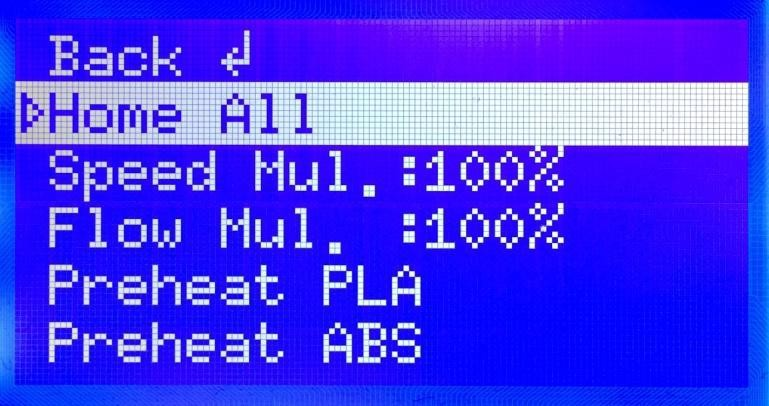 Back ↲
▷Home All
Speed Mul. :100%
Flow Mul. :100%
Preheat PLA
Preheat ABS